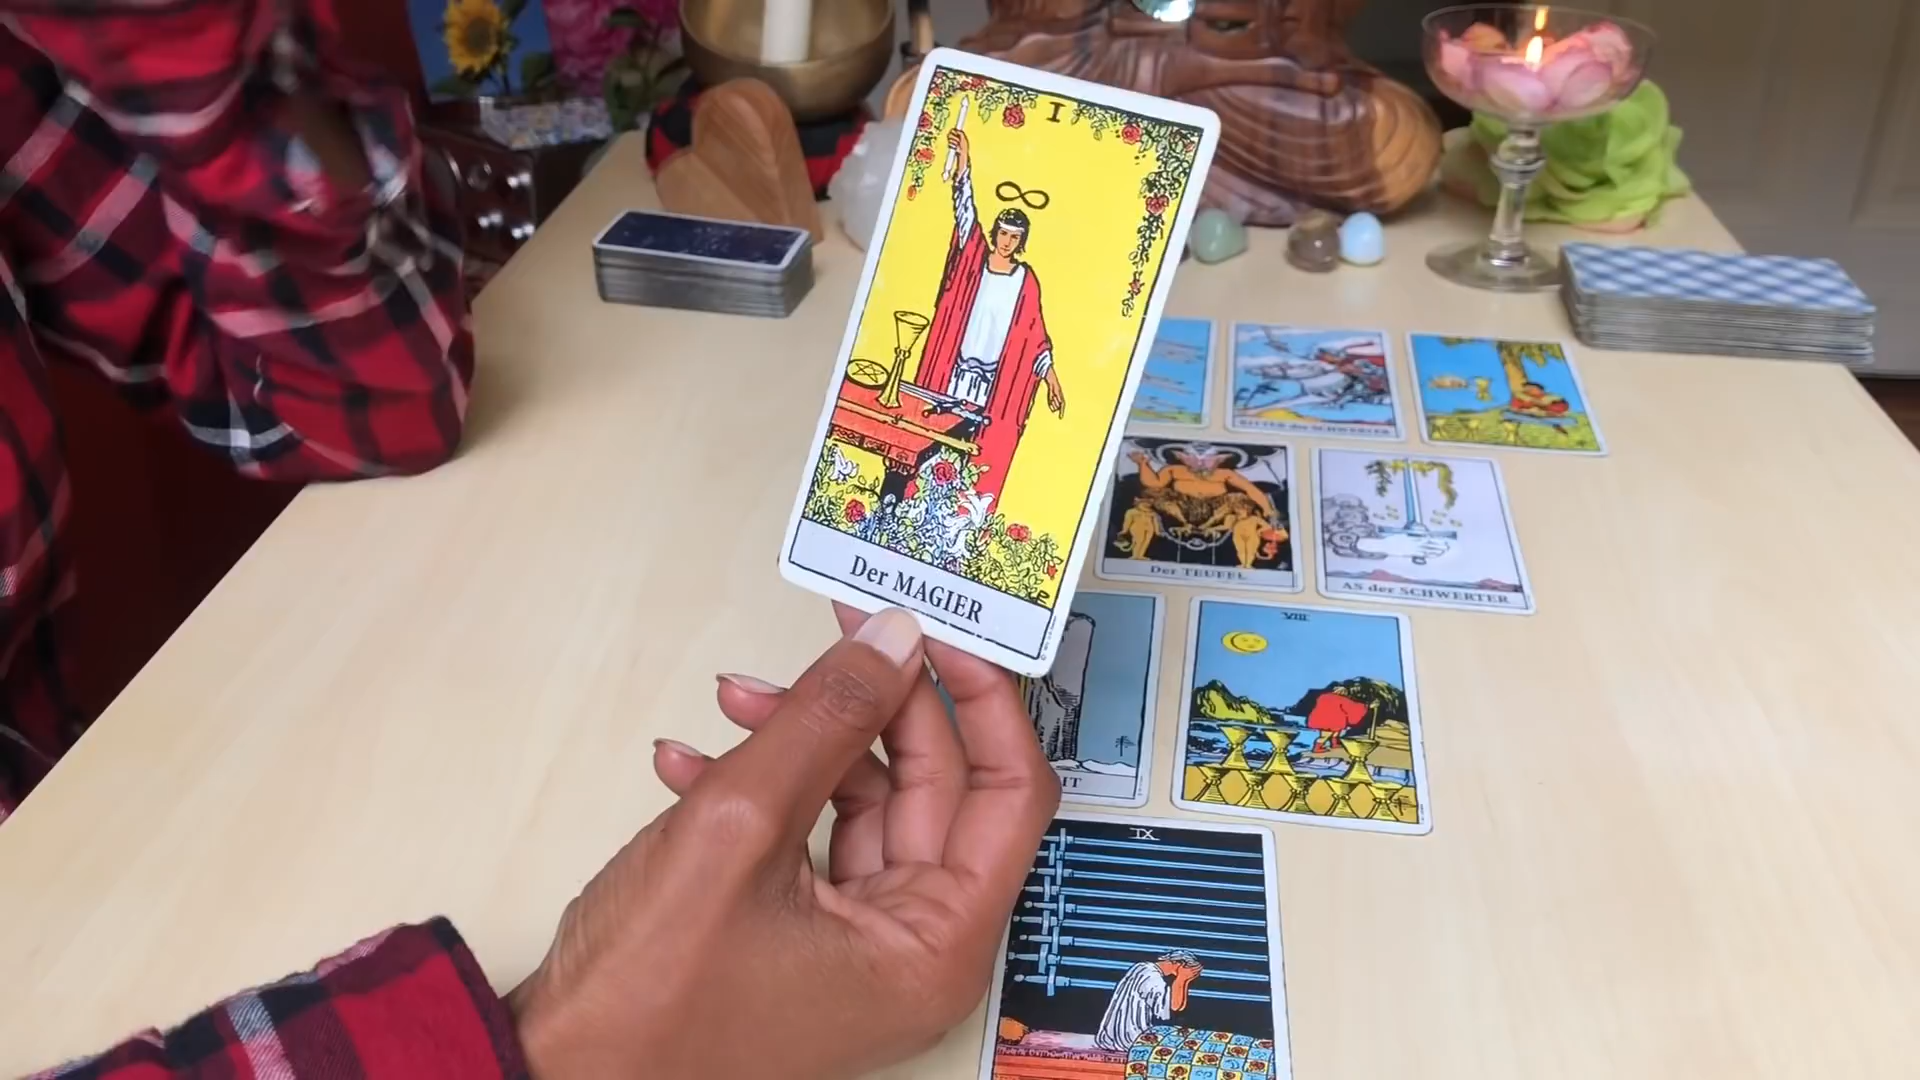 I
Der MAGIER
RITTER der SCHWERTER
Der TEUFEL
AS der SCHWERTER
VIII
IX